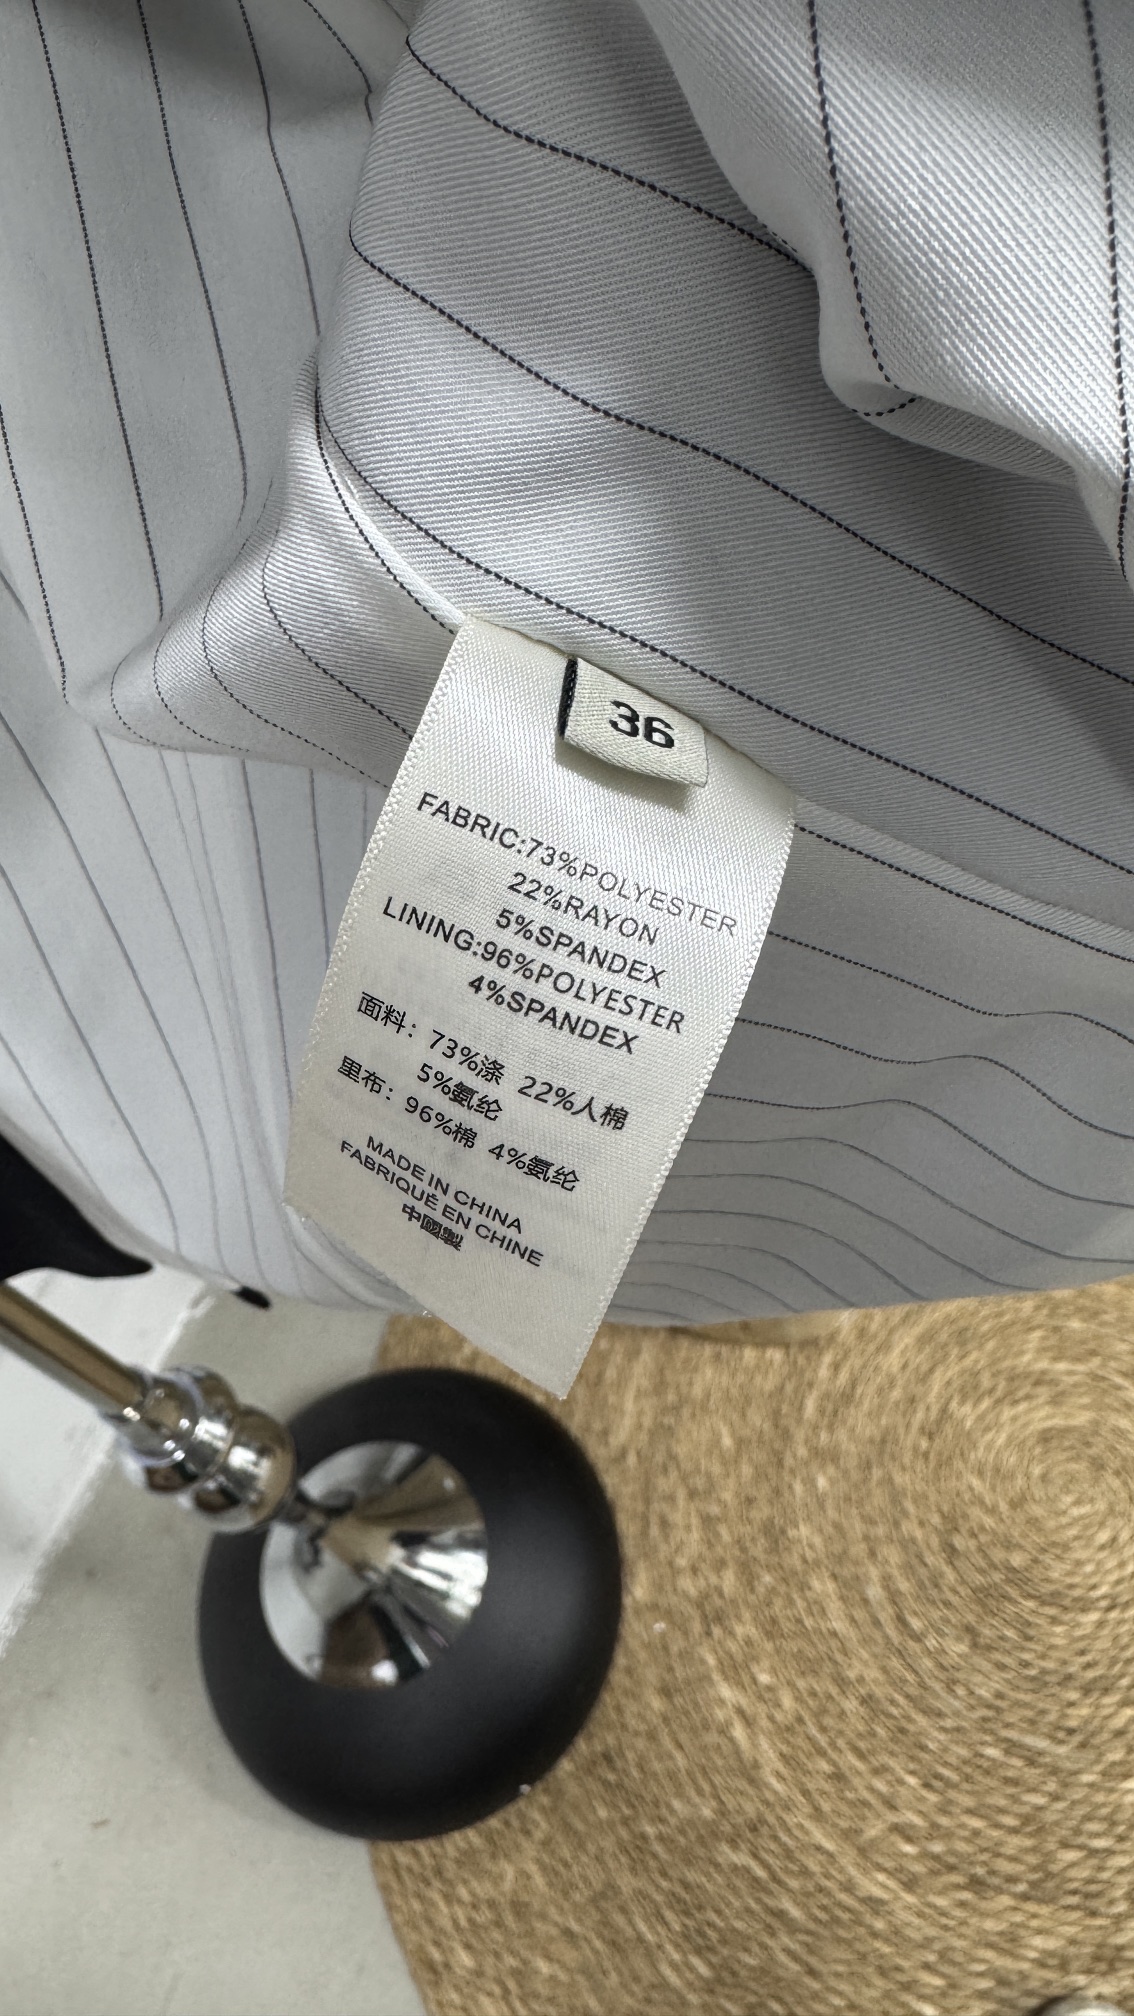 36
FABRIC:73%POLYESTER
22%RAYON
5%SPANDEX
LINING:96%POLYESTER
4%SPANDEX
面料：73%涤 22%人棉
5%氨纶
里布：96%棉 4%氨纶
MADE IN CHINA
FABRIQUÉ EN CHINE
中國製